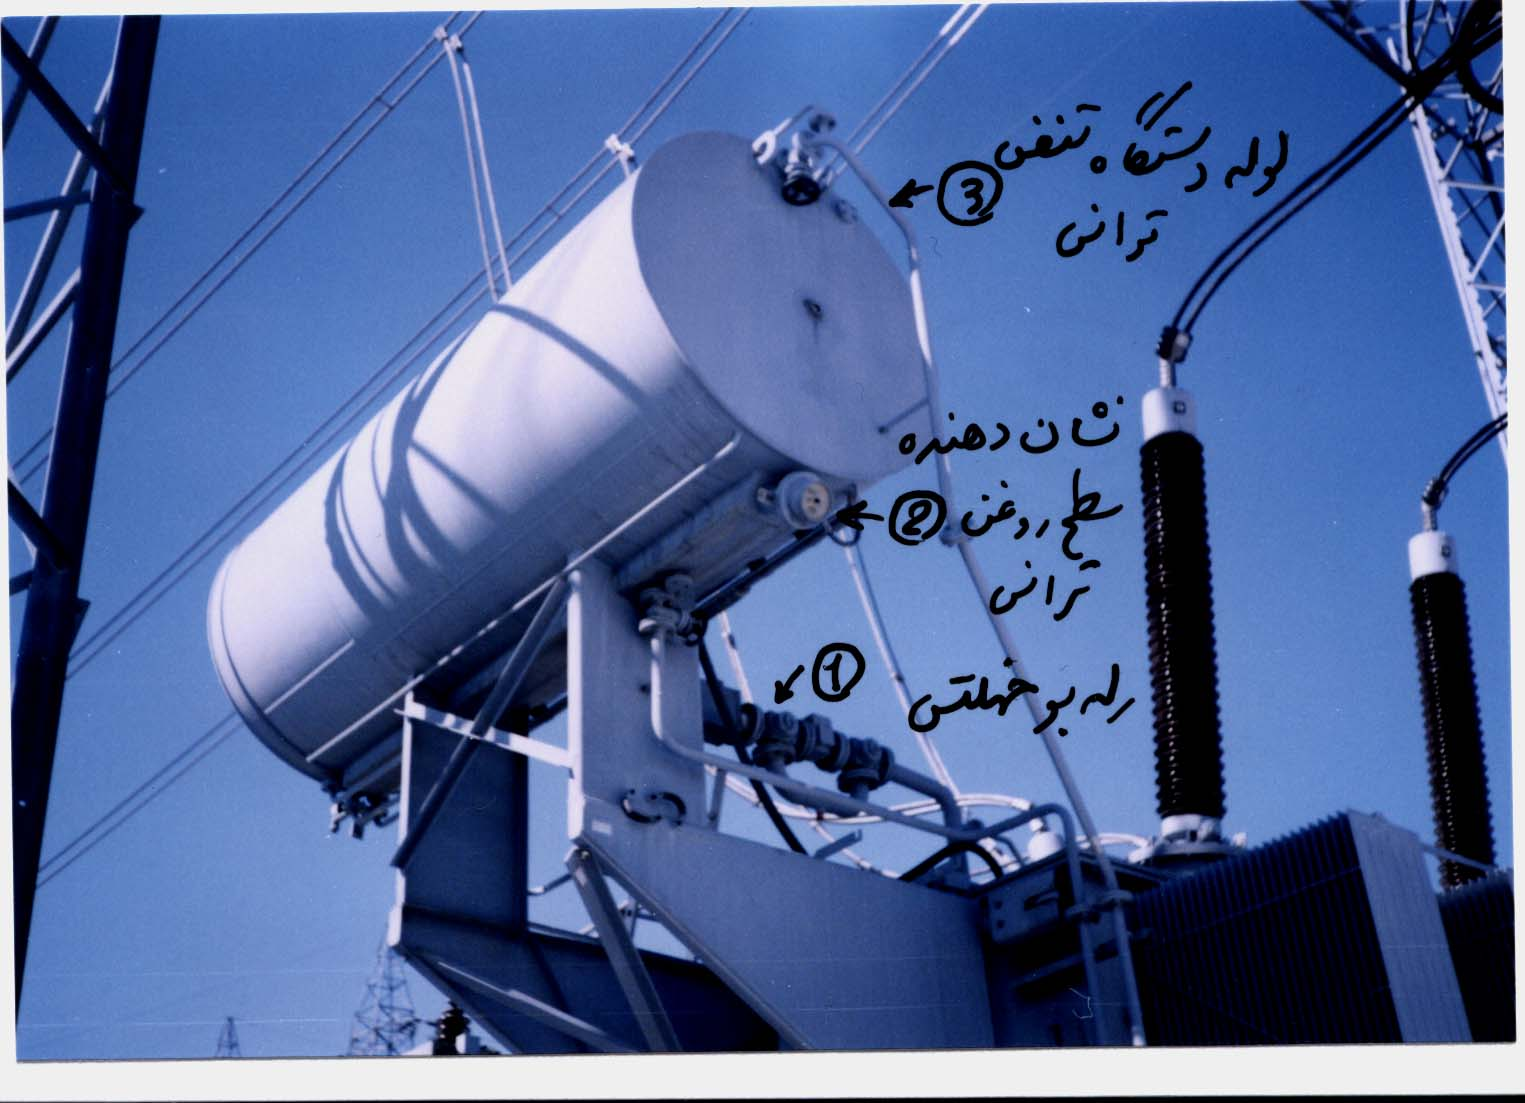 لوله دستگاه تنفس
ترانس
3
نشان دهنده
سطح روغن 2
ترانس
رله بوخهلتس 1